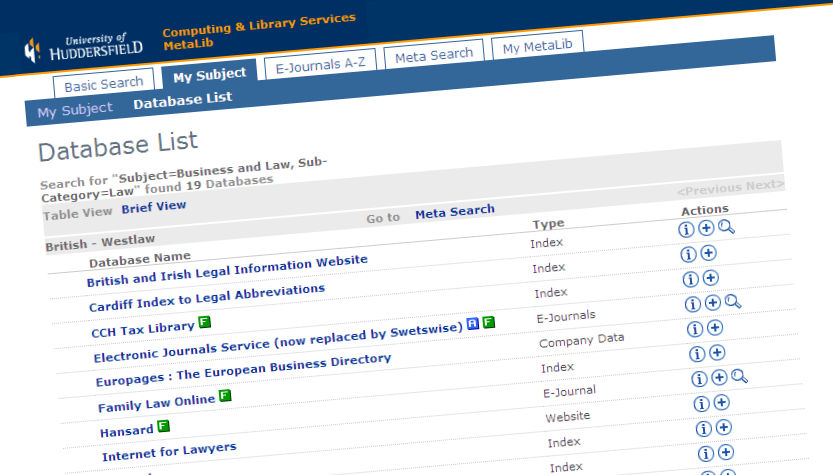 University of
HUDDERSFIELD
Computing & Library Services
MetaLib
Basic Search
My Subject
E-Journals A-Z
Meta Search
My MetaLib
My Subject Database List
Database List
Search for "Subject=Business and Law, Sub-
Category=Law" found 19 Databases
<Previous Next>
Table View Brief View
Go to Meta Search
British - Westlaw
Database Name Type Actions
British and Irish Legal Information Website Index
Cardiff Index to Legal Abbreviations Index
CCH Tax Library F Index
Electronic Journals Service (now replaced by Swetswise) A F E-Journals
Europages : The European Business Directory Company Data
Family Law Online F Index
Hansard F E-Journal
Internet for Lawyers Website
Index
Index